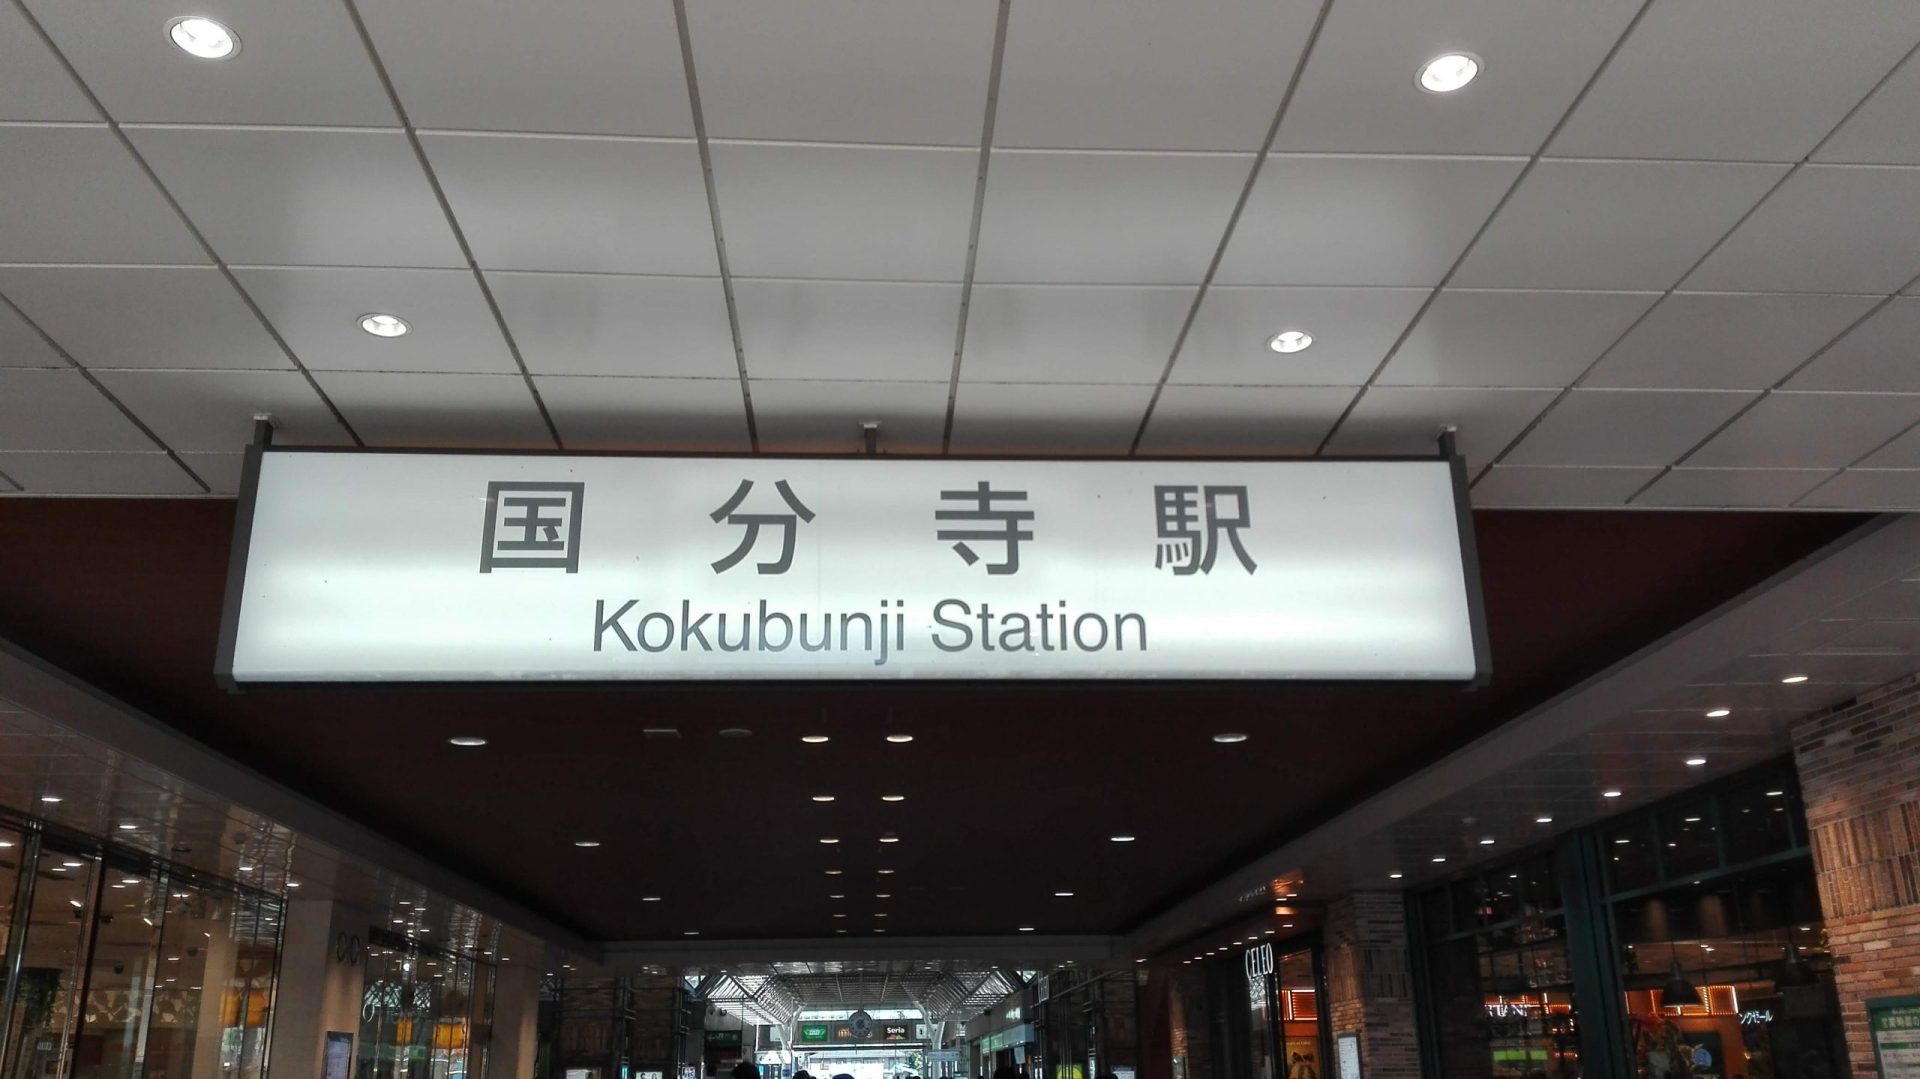 国分寺駅
Kokubunji Station
CELEO
Seria